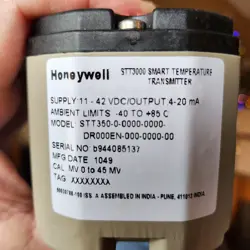 Honeywell
STT3000 SMART TEMPERATURE
TRANSMITTER
SUPPLY 11 - 42 VDC/OUTPUT 4-20 mA
AMBIENT LIMITS -40 TO +85 C
MODEL STT350-0-0000-0000-
DR000EN-000-0000-00
SERIAL NO b944085137
MFG DATE 1049
CAL MV 0 to 45 MV
TAG XXXXXXXX
ASSEMBLED IN INDIA - PUNE, 411013 INDIA